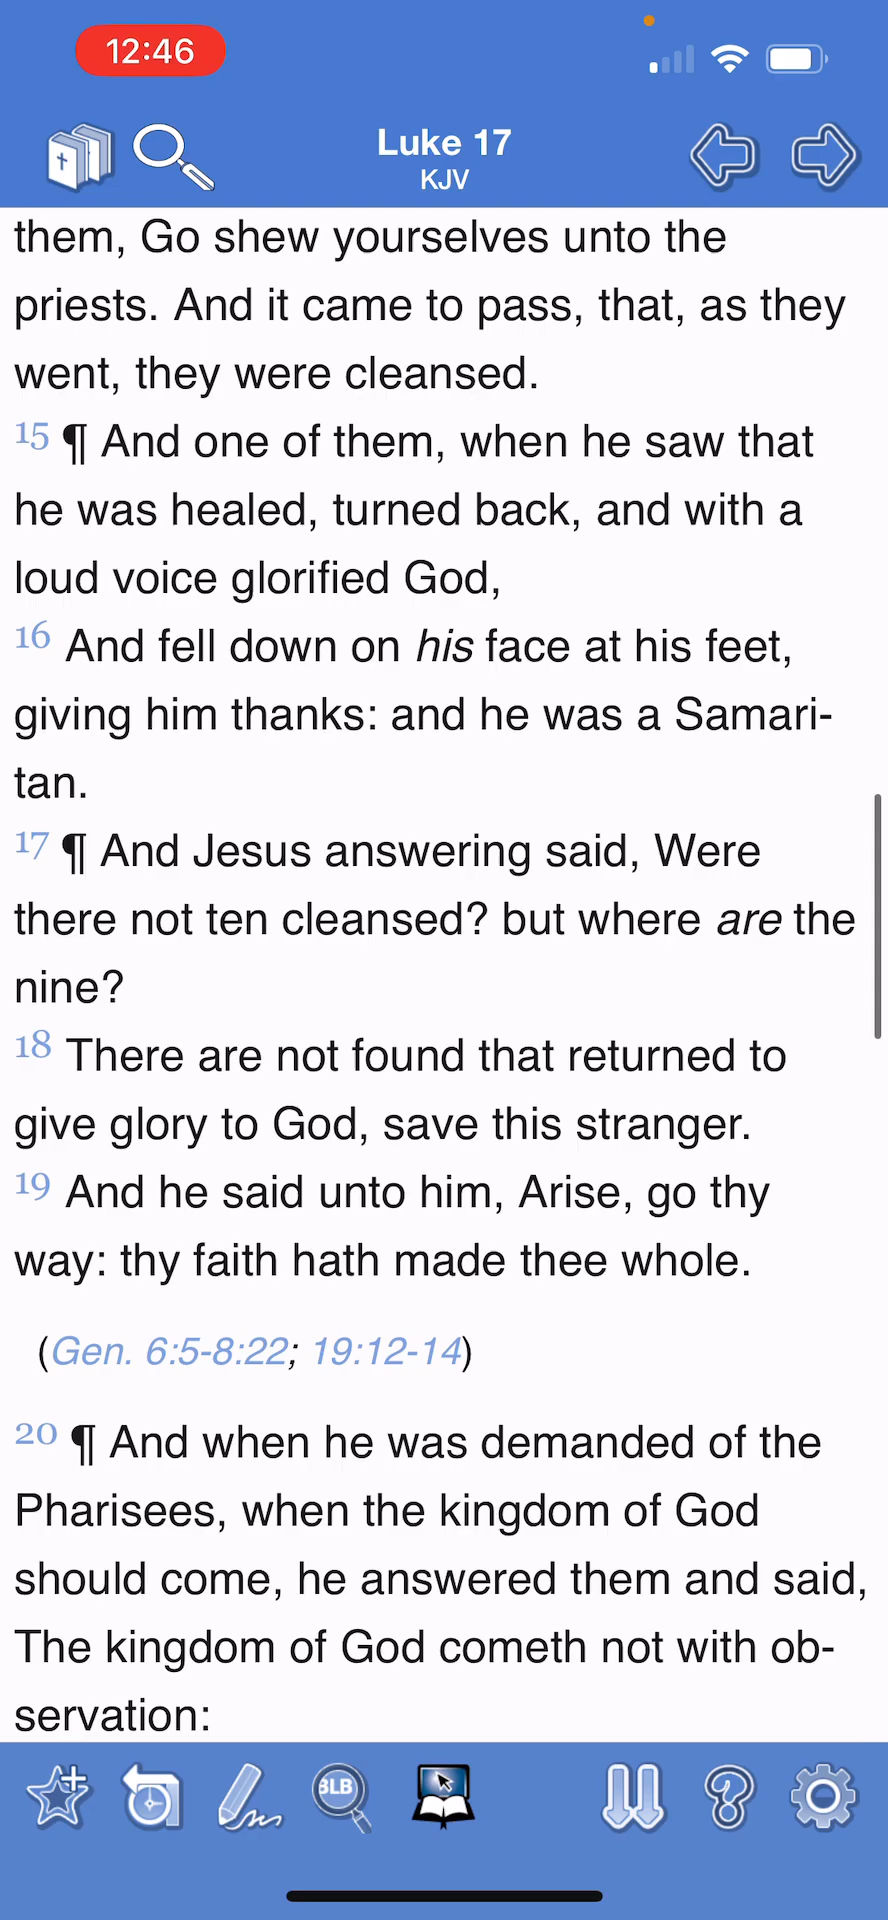 12:46
Luke 17
KJV
them, Go shew yourselves unto the
priests. And it came to pass, that, as they
went, they were cleansed.
15 ¶ And one of them, when he saw that
he was healed, turned back, and with a
loud voice glorified God,
16 And fell down on his face at his feet,
giving him thanks: and he was a Samari-
tan.
17 ¶ And Jesus answering said, Were
there not ten cleansed? but where are the
nine?
18 There are not found that returned to
give glory to God, save this stranger.
19 And he said unto him, Arise, go thy
way: thy faith hath made thee whole.
(Gen. 6:5-8:22; 19:12-14)
20 ¶ And when he was demanded of the
Pharisees, when the kingdom of God
should come, he answered them and said,
The kingdom of God cometh not with ob-
servation:
BLB